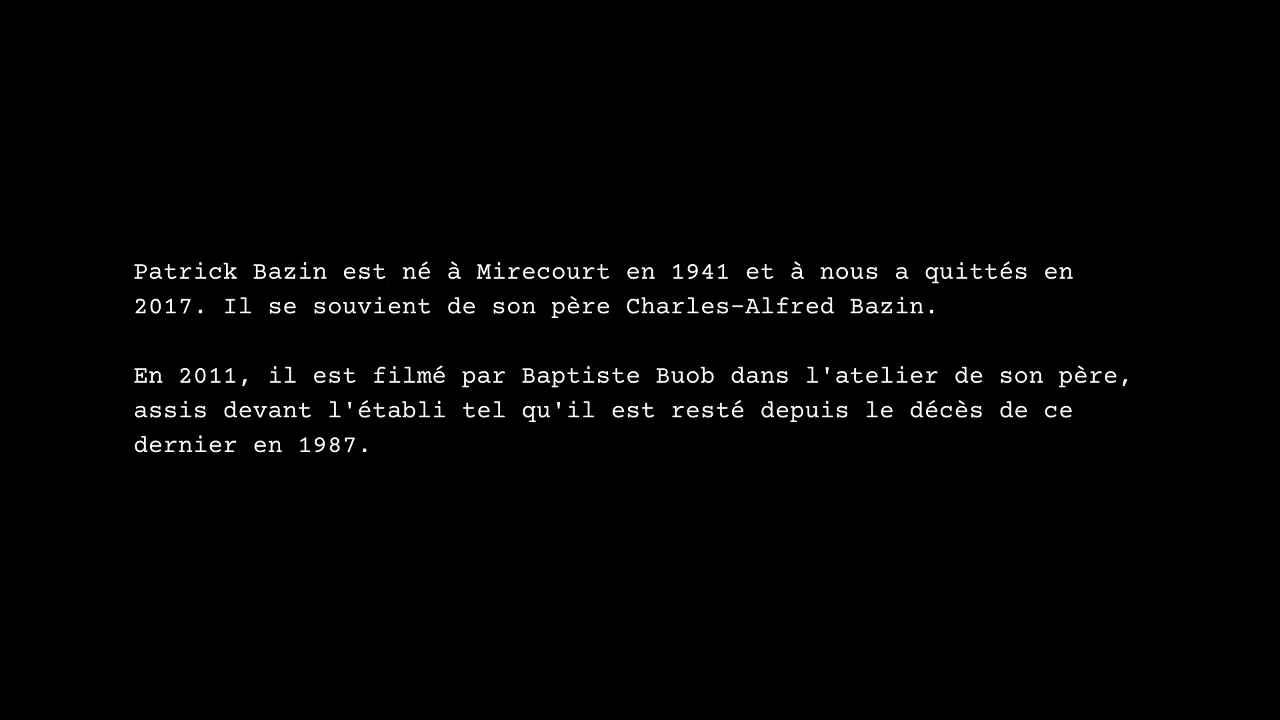 Patrick Bazin est né à Mirecourt en 1941 et à nous a quittés en
2017. Il se souvient de son père Charles-Alfred Bazin.
En 2011, il est filmé par Baptiste Buob dans l'atelier de son père,
assis devant l'établi tel qu'il est resté depuis le décès de ce
dernier en 1987.